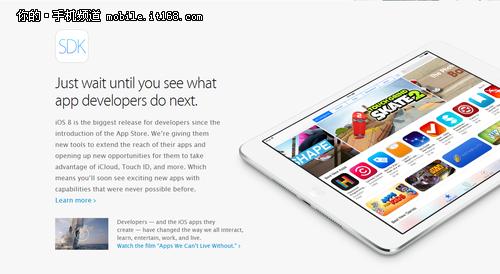 你的·手机频道 mobile.it168.com
SDK
Just wait until you see what
app developers do next.
iOS 8 is the biggest release for developers since the
introduction of the App Store. We're giving them
new tools to extend the reach of their apps and
opening up new opportunities for them to take
advantage of iCloud, Touch ID, and more. Which
means you'll soon see exciting new apps with
capabilities that were never possible before.
Learn more ›
Developers — and the iOS apps they
create — have changed the way we all interact,
learn, entertain, work, and live.
Watch the film "Apps We Can't Live Without." ›
SKATE 2
SHAPE